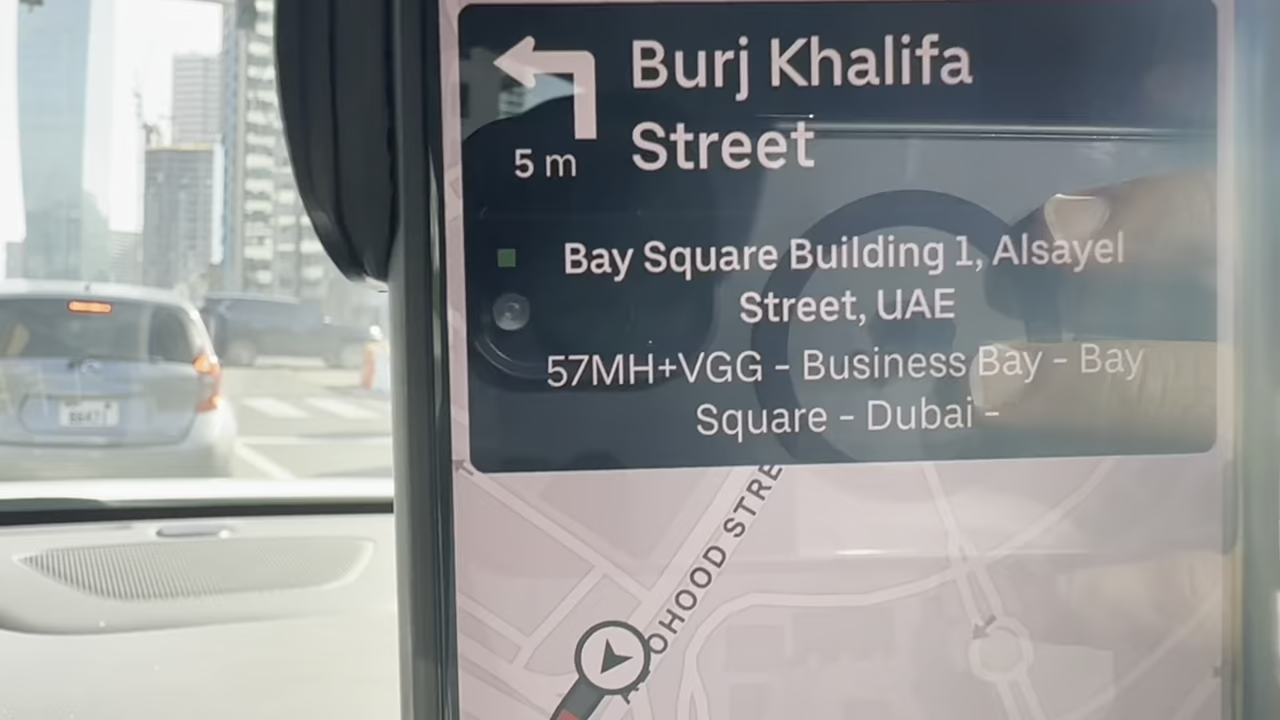 Burj Khalifa
Street
5 m
Bay Square Building 1, Alsayel
Street, UAE
57MH+VGG - Business Bay - Bay
Square - Dubai -
OHOOD STRE